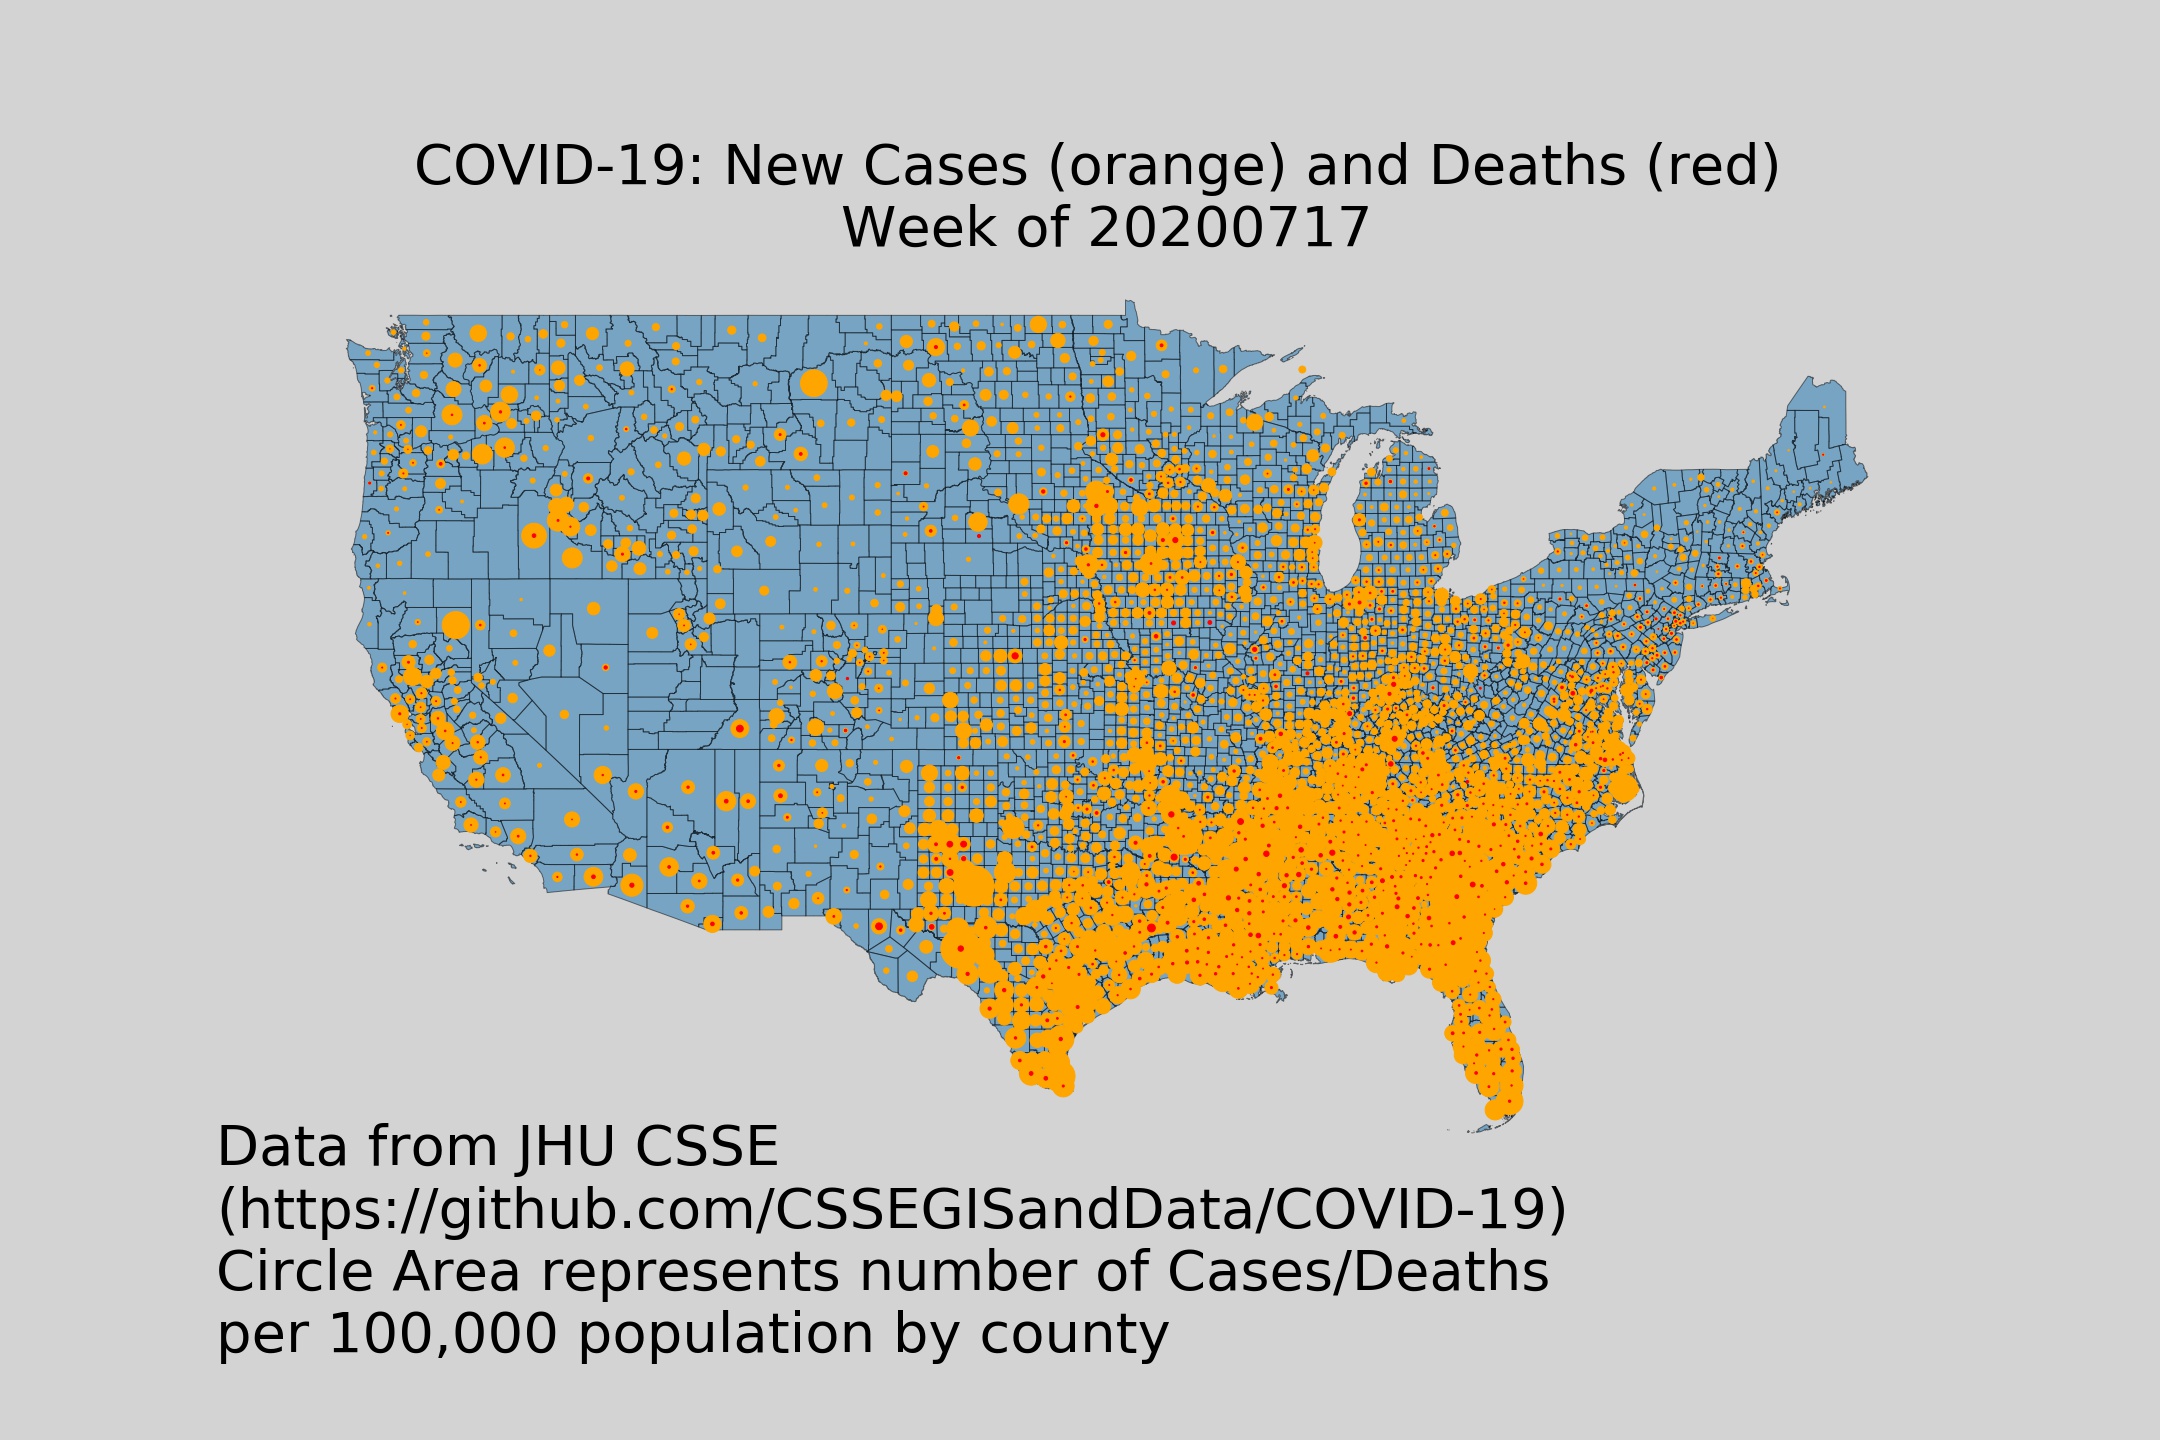 COVID-19: New Cases (orange) and Deaths (red)
Week of 20200717
Data from JHU CSSE
(https://github.com/CSSEGISandData/COVID-19)
Circle Area represents number of Cases/Deaths
per 100,000 population by county